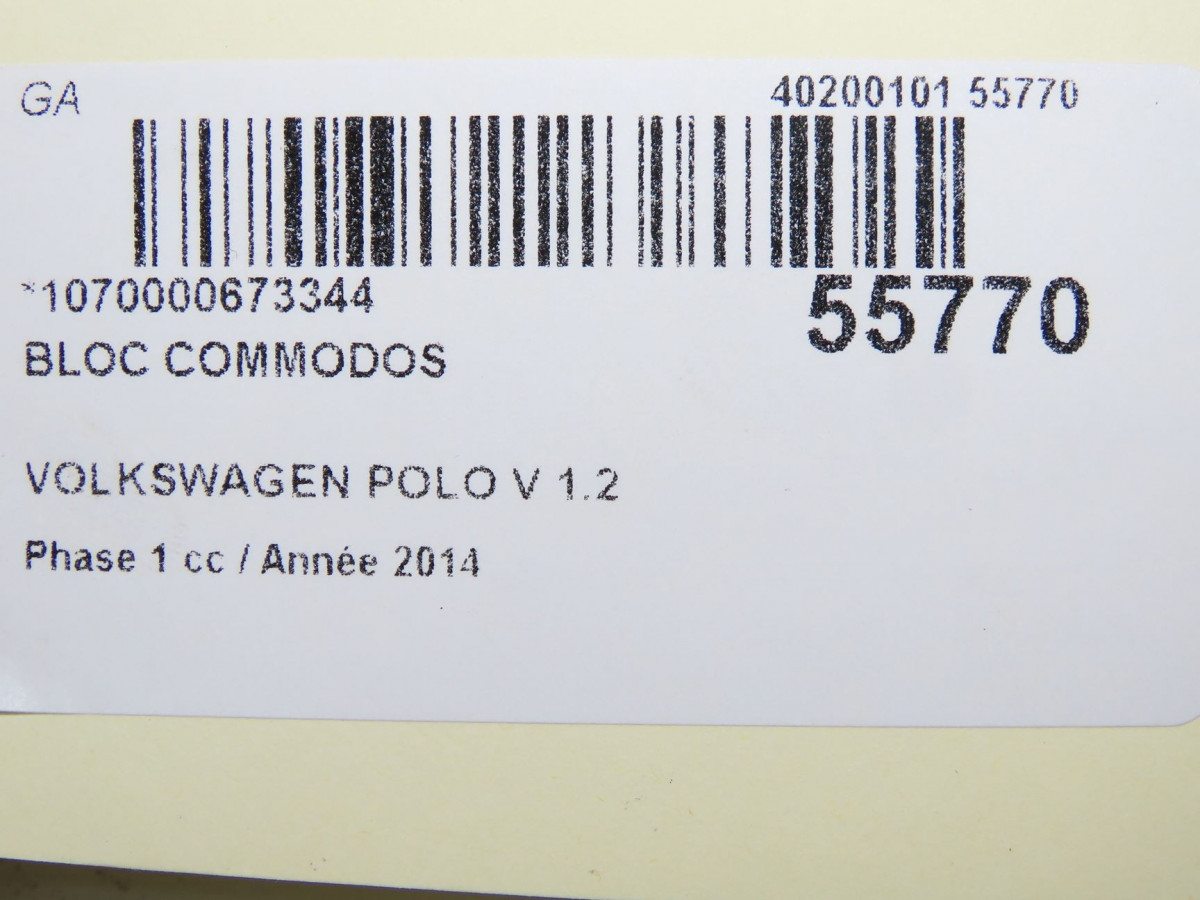 GA
40200101 55770
*1070000673344
55770
BLOC COMMODOS
VOLKSWAGEN POLO V 1.2
Phase 1 cc / Année 2014